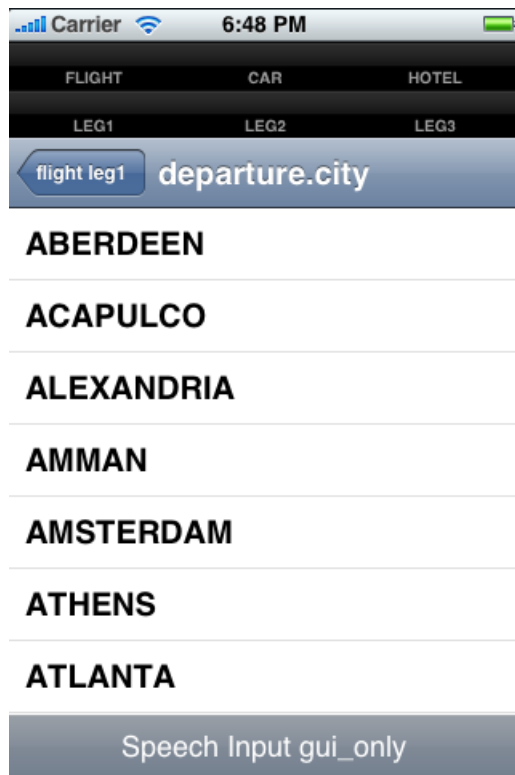 Carrier 6:48 PM
FLIGHT CAR HOTEL
LEG1 LEG2 LEG3
flight leg1 departure.city
ABERDEEN
ACAPULCO
ALEXANDRIA
AMMAN
AMSTERDAM
ATHENS
ATLANTA
Speech Input gui_only